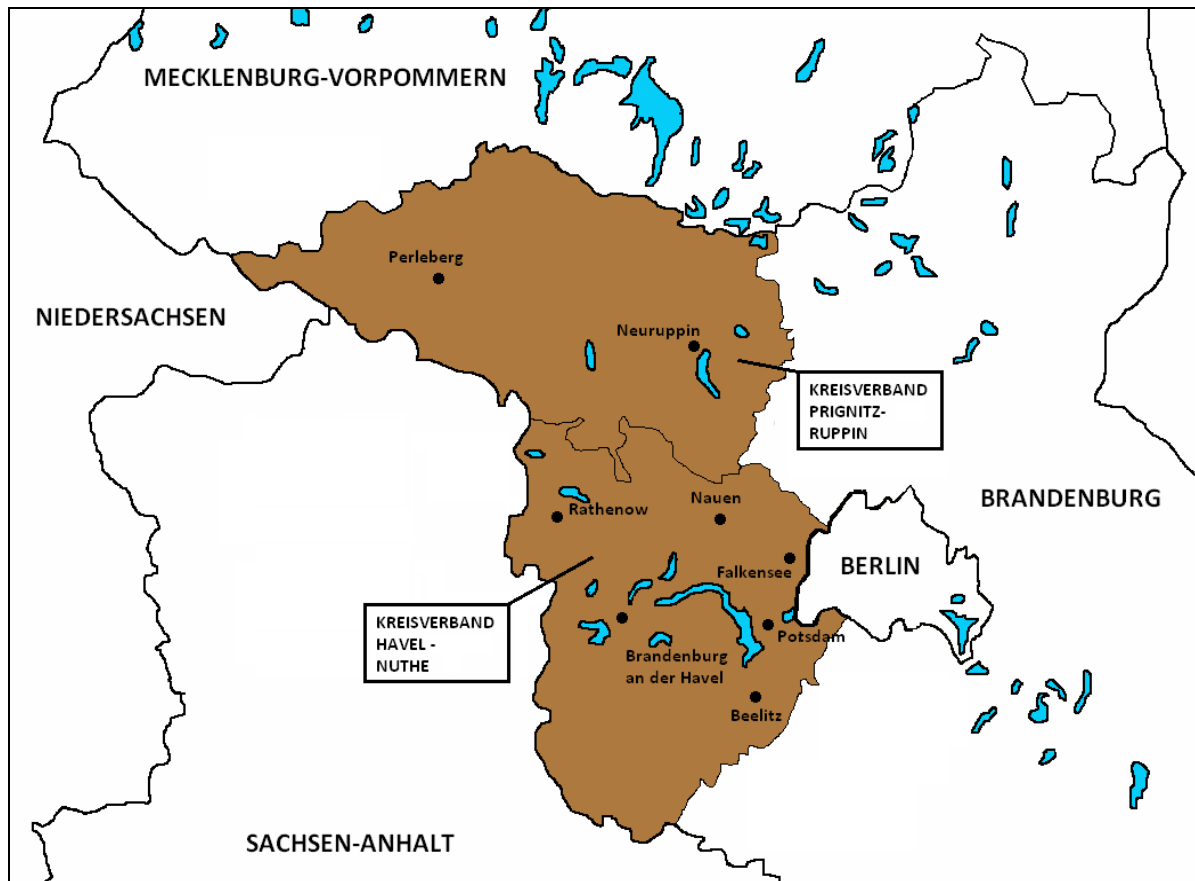 MECKLENBURG-VORPOMMERN
Perleberg
NIEDERSACHSEN
Neuruppin
KREISVERBAND
PRIGNITZ-
RUPPIN
BRANDENBURG
Nauen
Rathenow
BERLIN
Falkensee
KREISVERBAND
HAVEL -
NUTHE
Potsdam
Brandenburg
an der Havel
Beelitz
SACHSEN-ANHALT